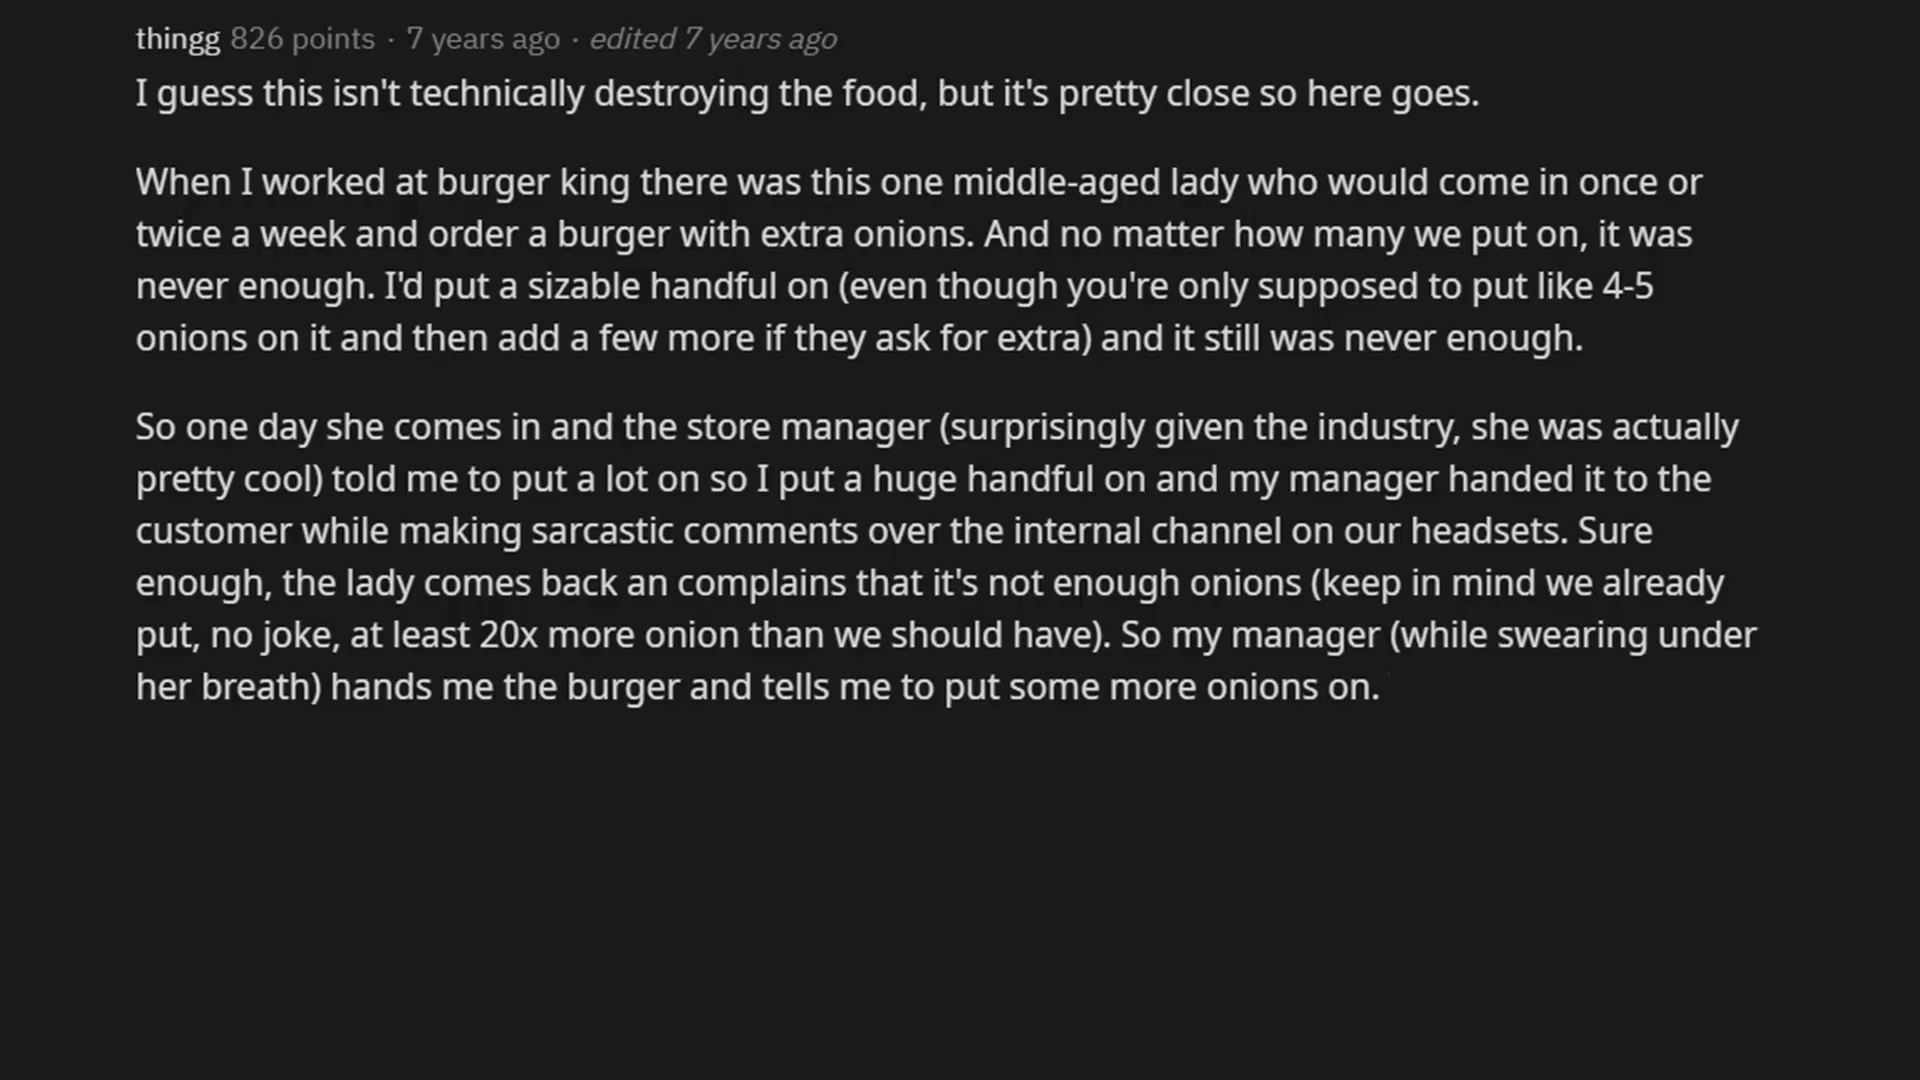 thingg 826 points · 7 years ago · edited 7 years ago
I guess this isn't technically destroying the food, but it's pretty close so here goes.
When I worked at burger king there was this one middle-aged lady who would come in once or
twice a week and order a burger with extra onions. And no matter how many we put on, it was
never enough. I'd put a sizable handful on (even though you're only supposed to put like 4-5
onions on it and then add a few more if they ask for extra) and it still was never enough.
So one day she comes in and the store manager (surprisingly given the industry, she was actually
pretty cool) told me to put a lot on so I put a huge handful on and my manager handed it to the
customer while making sarcastic comments over the internal channel on our headsets. Sure
enough, the lady comes back an complains that it's not enough onions (keep in mind we already
put, no joke, at least 20x more onion than we should have). So my manager (while swearing under
her breath) hands me the burger and tells me to put some more onions on.